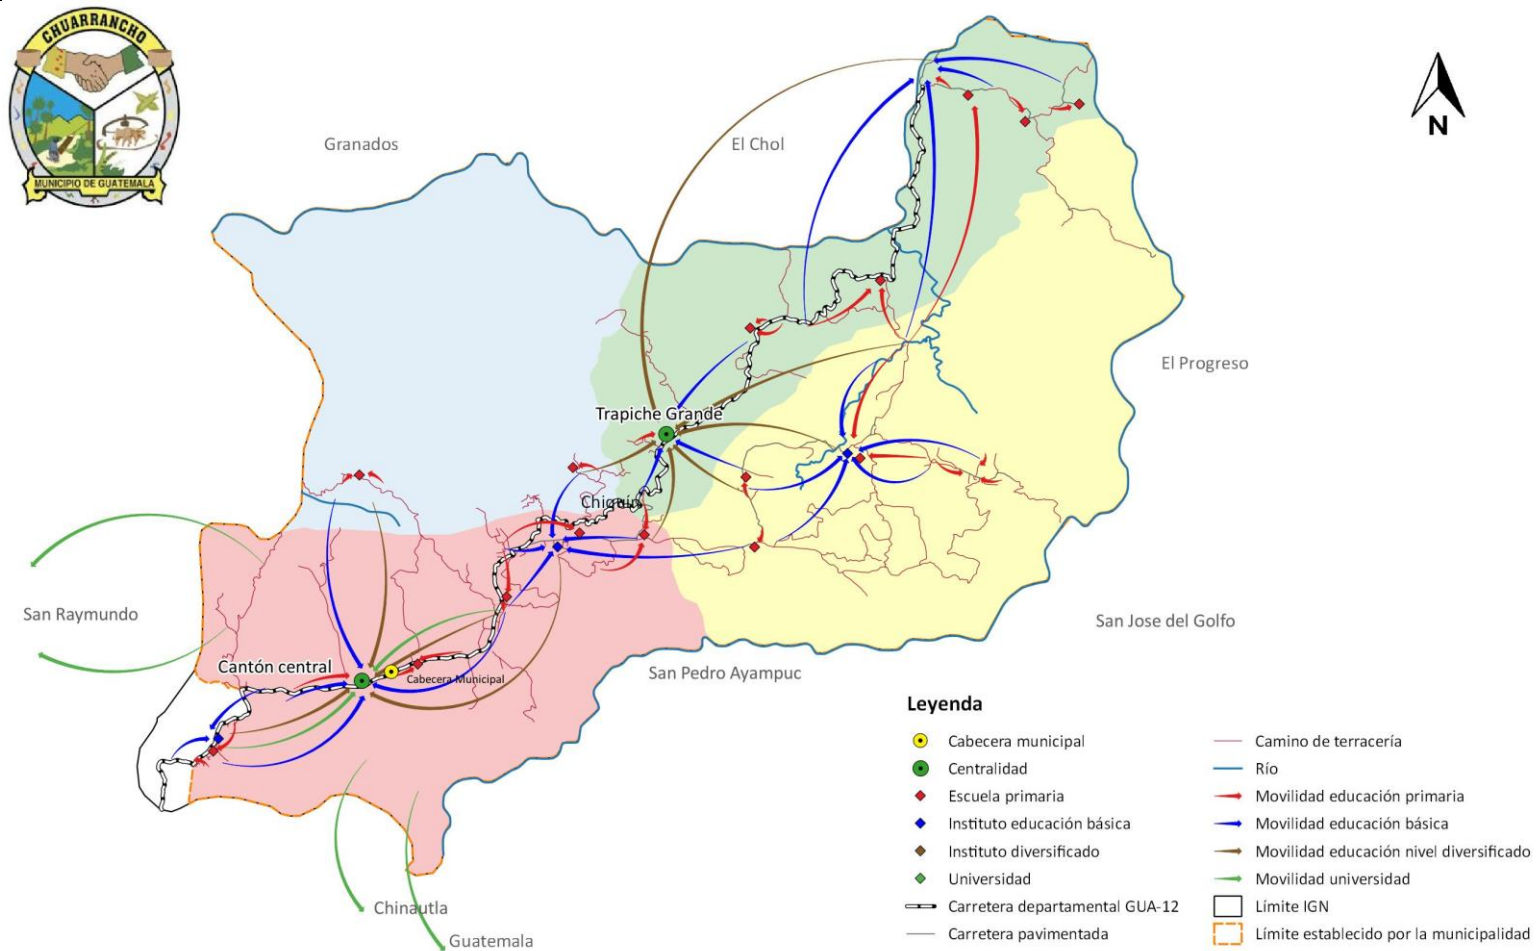 CHUARRANCHO
MUNICIPIO DE GUATEMALA
N
Granados
El Chol
El Progreso
Trapiche Grande
Chiquín
San Raymundo
San Jose del Golfo
Cantón central
Cabecera Municipal
San Pedro Ayampuc
Chinautla
Guatemala
Leyenda
Cabecera municipal
Centralidad
Escuela primaria
Instituto educación básica
Instituto diversificado
Universidad
Carretera departamental GUA-12
Carretera pavimentada
Camino de terracería
Río
Movilidad educación primaria
Movilidad educación básica
Movilidad educación nivel diversificado
Movilidad universidad
Límite IGN
Límite establecido por la municipalidad